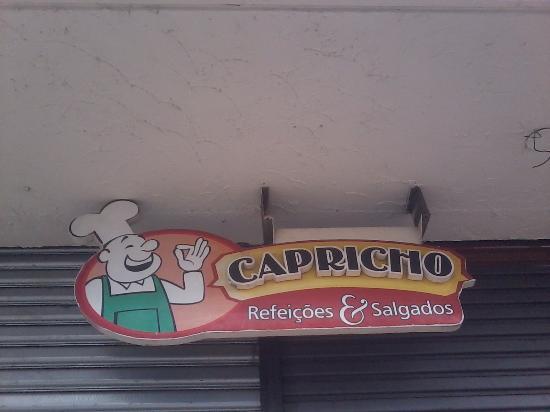 CAPRICHO
Refeições & Salgados